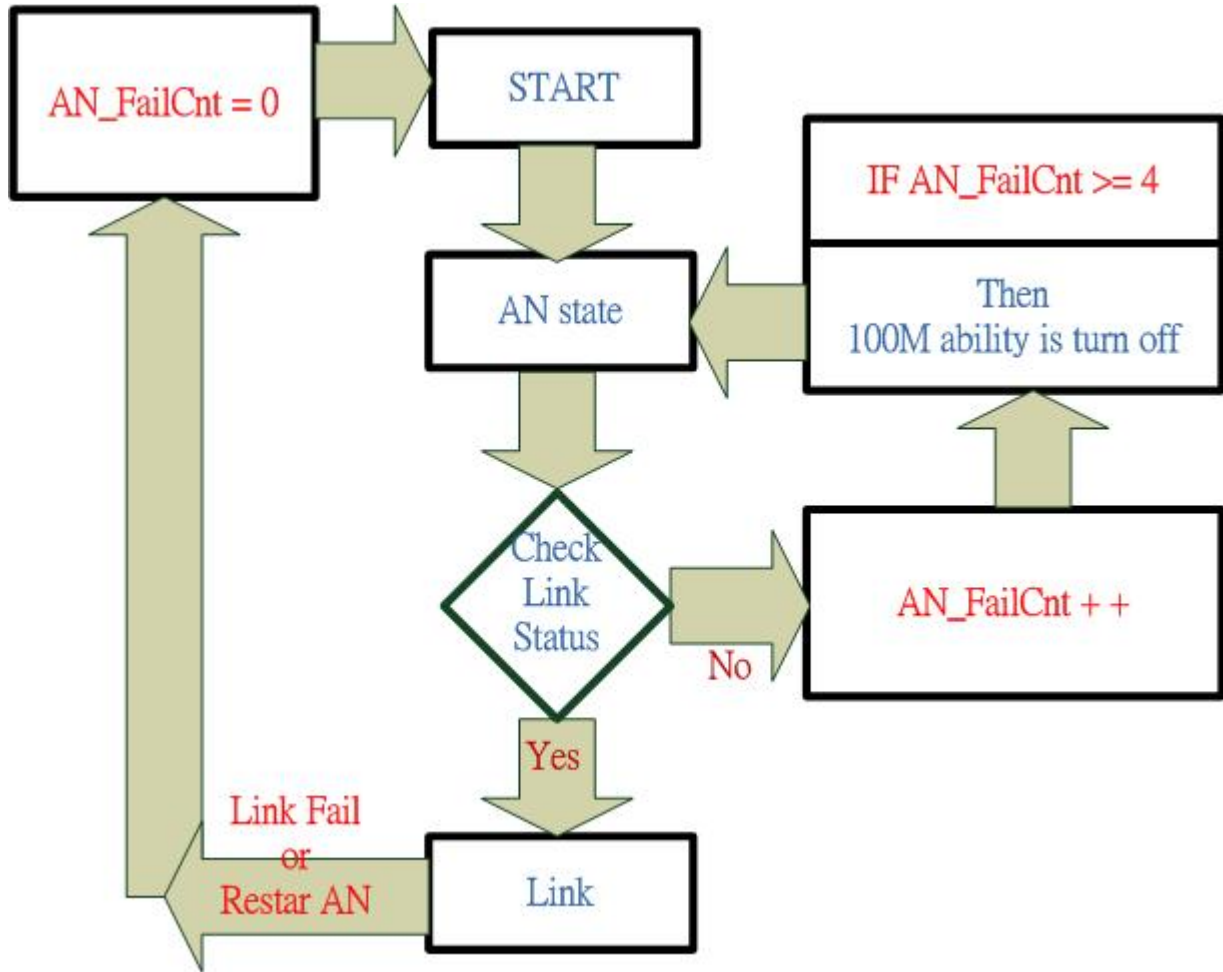 AN_FailCnt = 0
START
IF AN_FailCnt >= 4
AN state
Then
100M ability is turn off
Check
Link
Status
No
AN_FailCnt + +
Yes
Link Fail
or
Restar AN
Link